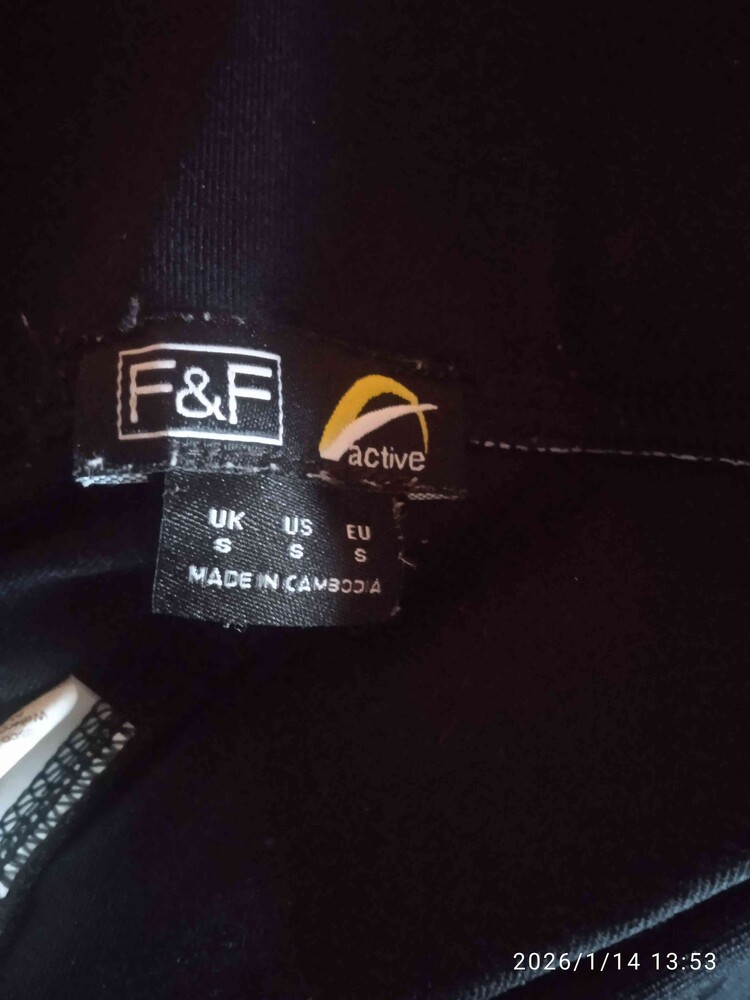 F&F
active
UK US EU
S S S
MADE IN CAMBODIA
2026/1/14 13:53